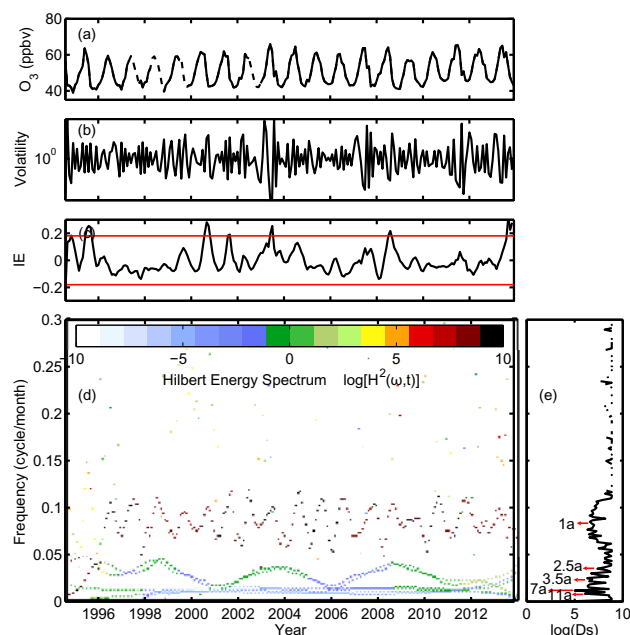 80
(a)
60
40
O3 (ppbv)
(b)
10^0
Volatility
0.2
(c)
0
−0.2
IE
0.3
−10 −5 0 5 10
Hilbert Energy Spectrum log[H^2(ω,t)]
0.25
(d)
(e)
0.2
0.15
0.1
0.05
0
Frequency (cycle/month)
1a
2.5a
3.5a
7a
11a
1996 1998 2000 2002 2004 2006 2008 2010 2012
Year
0 5 10
log(Ds)